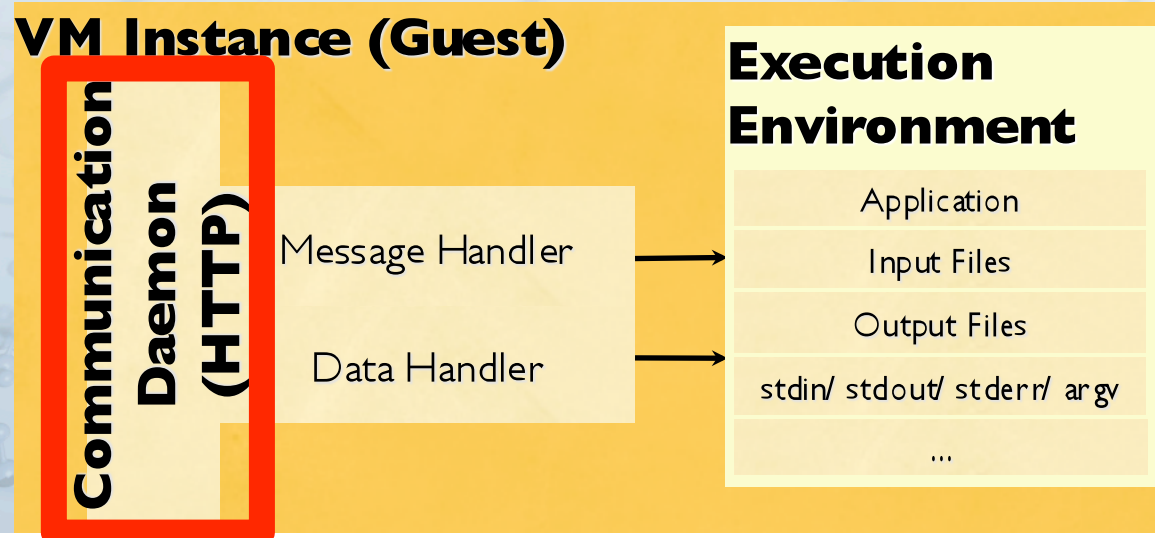 VM Instance (Guest)
Communication
Daemon
(HTTP)
Message Handler
Data Handler
Execution
Environment
Application
Input Files
Output Files
stdin/ stdout/ stderr/ argv
...